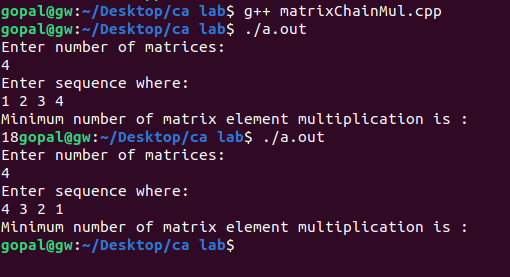 gopal@gw:~/Desktop/ca lab$ g++ matrixChainMul.cpp
gopal@gw:~/Desktop/ca lab$ ./a.out
Enter number of matrices:
4
Enter sequence where:
1 2 3 4
Minimum number of matrix element multiplication is :
18gopal@gw:~/Desktop/ca lab$ ./a.out
Enter number of matrices:
4
Enter sequence where:
4 3 2 1
Minimum number of matrix element multiplication is :
gopal@gw:~/Desktop/ca lab$